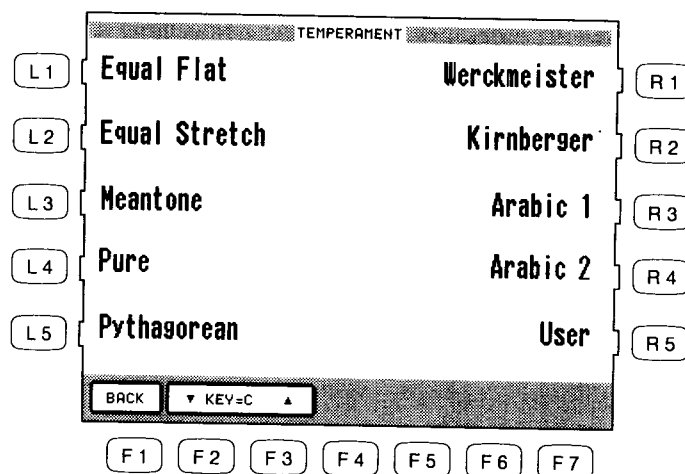 TEMPERAMENT
L1 Equal Flat Werckmeister R1
L2 Equal Stretch Kirnberger R2
L3 Meantone Arabic 1 R3
L4 Pure Arabic 2 R4
L5 Pythagorean User R5
BACK ▼ KEY=C ▲
F1 F2 F3 F4 F5 F6 F7